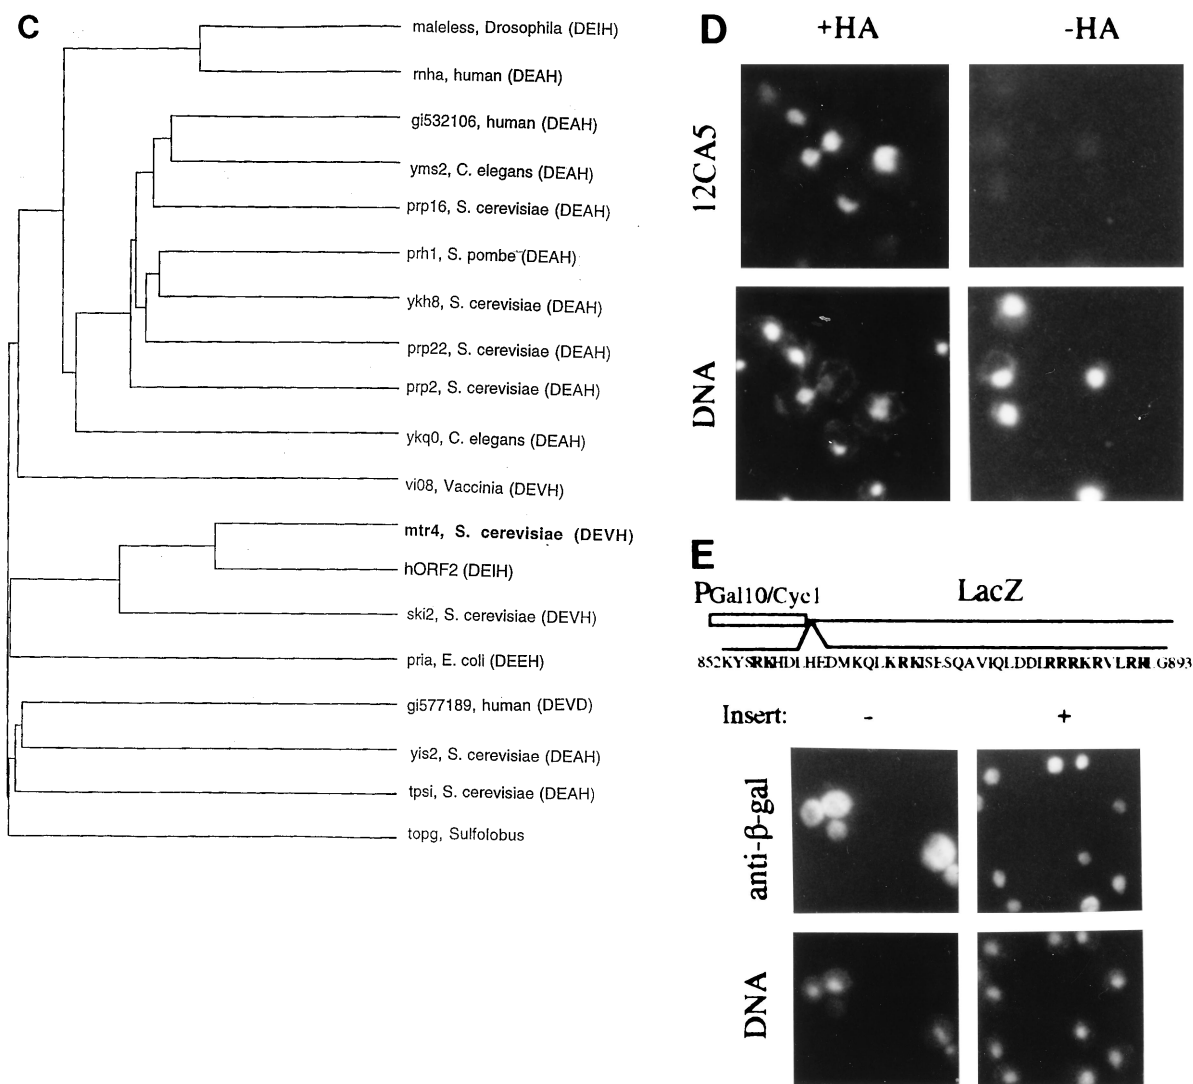 C
maleless, Drosophila (DEIH)
rnha, human (DEAH)
gi532106, human (DEAH)
yms2, C. elegans (DEAH)
prp16, S. cerevisiae (DEAH)
prh1, S. pombe (DEAH)
ykh8, S. cerevisiae (DEAH)
prp22, S. cerevisiae (DEAH)
prp2, S. cerevisiae (DEAH)
ykq0, C. elegans (DEAH)
vi08, Vaccinia (DEVH)
mtr4, S. cerevisiae (DEVH)
hORF2 (DEIH)
ski2, S. cerevisiae (DEVH)
pria, E. coli (DEEH)
gi577189, human (DEVD)
yis2, S. cerevisiae (DEAH)
tpsi, S. cerevisiae (DEAH)
topg, Sulfolobus
D
+HA -HA
12CA5
DNA
E
PGal10/Cyc1 LacZ
852KYSRKHDLHEDMKQLKRKISESQAVIQLDDLRRRKRVLRRLG893
Insert: - +
anti-β-gal
DNA